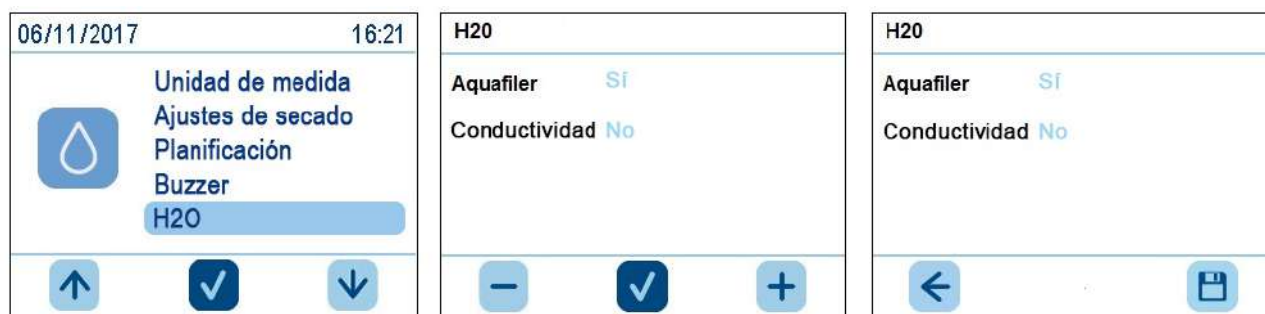 06/11/2017 16:21
Unidad de medida
Ajustes de secado
Planificación
Buzzer
H2O
H20
Aquafiler Sí
Conductividad No
H20
Aquafiler Sí
Conductividad No